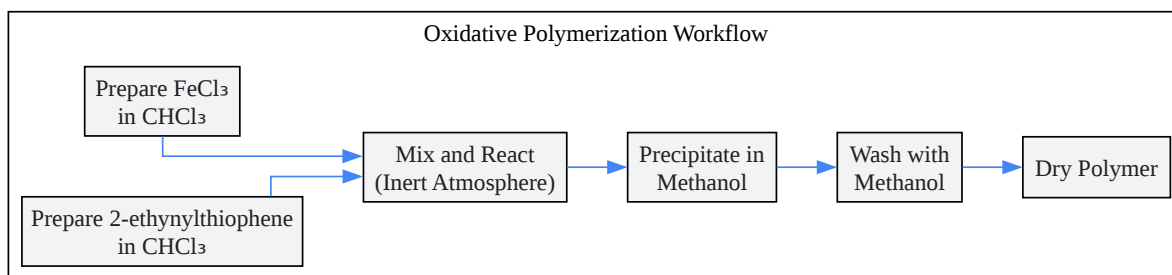 Oxidative Polymerization Workflow
Prepare FeCl₃
in CHCl₃
Prepare 2-ethynylthiophene
in CHCl₃
Mix and React
(Inert Atmosphere)
Precipitate in
Methanol
Wash with
Methanol
Dry Polymer